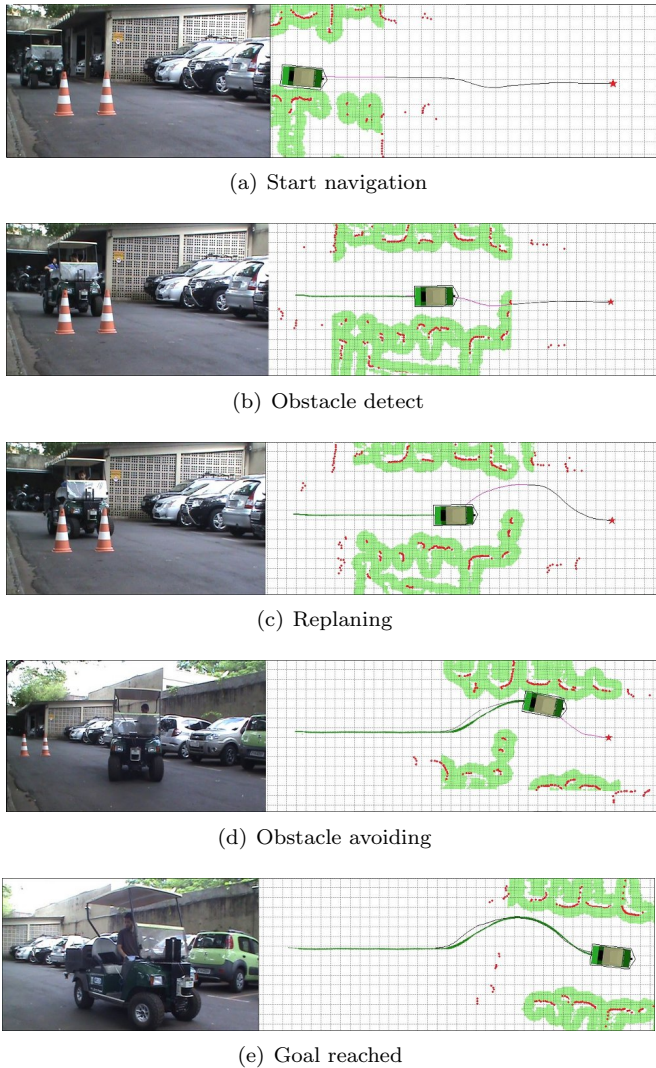 (a) Start navigation
(b) Obstacle detect
(c) Replaning
(d) Obstacle avoiding
(e) Goal reached